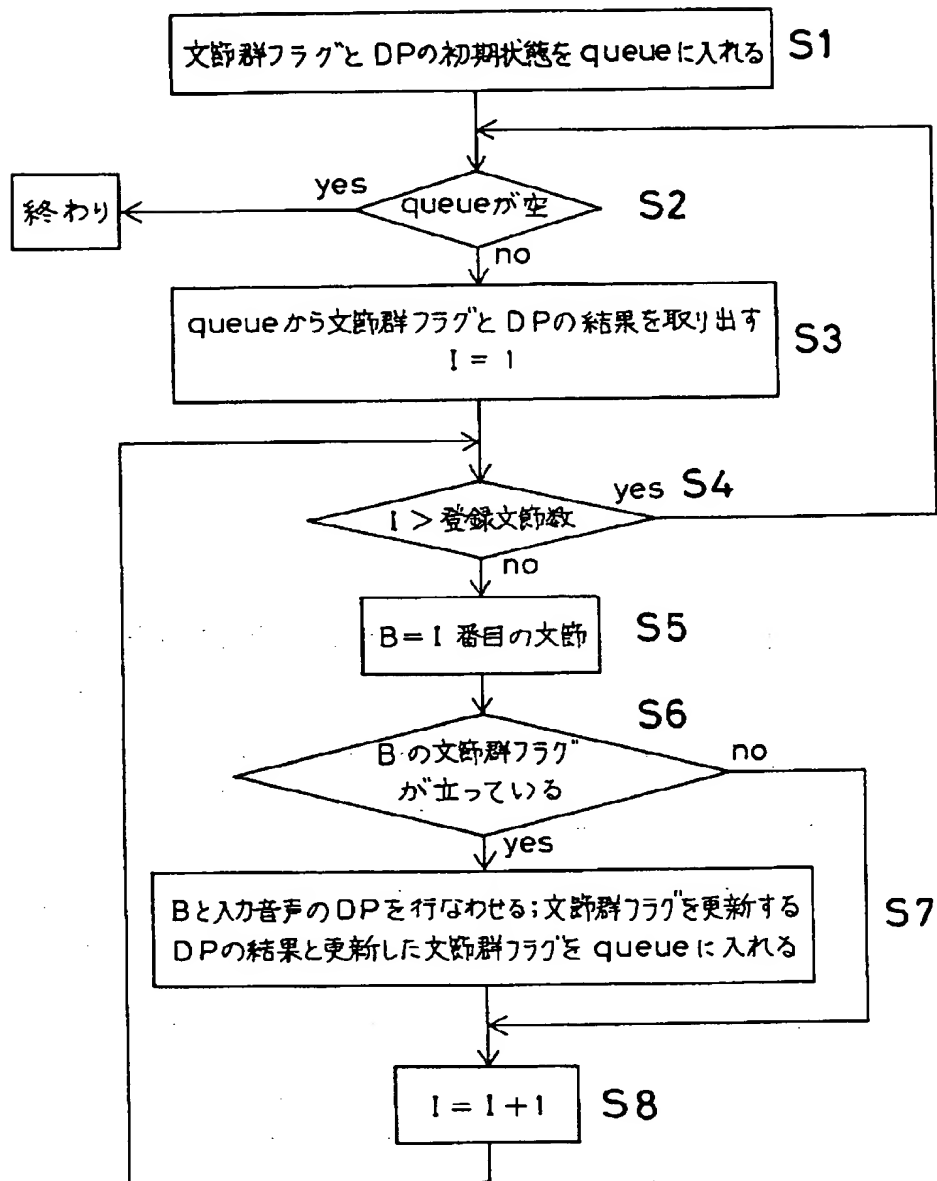 文節群フラグと DPの初期状態をqueueに入れる
S1
yes
queueが空
S2
終わり
no
queueから文節群フラグと DPの結果を取り出す
I = 1
S3
yes S4
I > 登録文節数
no
B = I 番目の文節
S5
S6
B の文節群フラグ
が立っている
no
yes
Bと入力音声のDPを行なわせる;文節群フラグを更新する
DPの結果と更新した文節群フラグを queueに入れる
S7
I = I + 1
S8